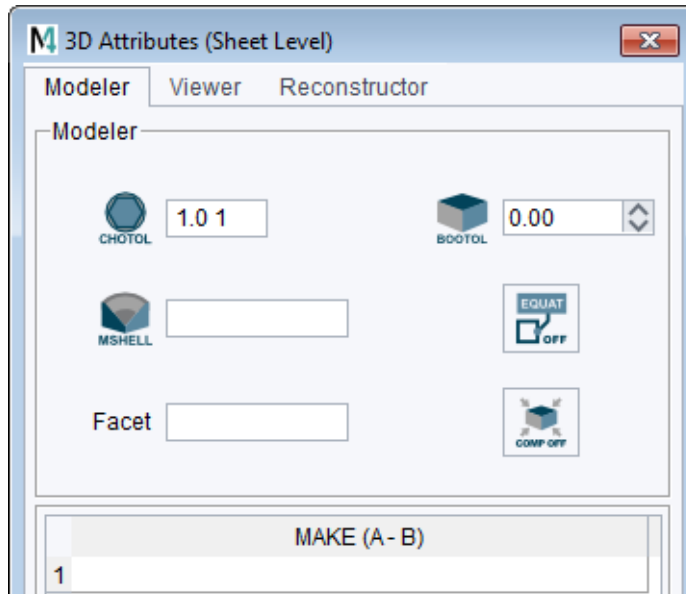 3D Attributes (Sheet Level)
Modeler Viewer Reconstructor
Modeler
CHOTOL 1.0 1 BOOTOL 0.00
MSHELL EQUAT OFF
Facet COMP OFF
MAKE (A - B)
1